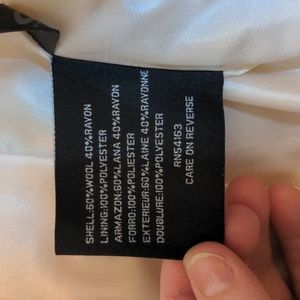 SHELL:60%WOOL 40%RAYON
LINING:100%POLYESTER
ARMAZON:60%LANA 40%RAYON
FORRO:100%POLIESTER
EXTERIEUR:60%LAINE 40%RAYONNE
DOUBLURE:100%POLYESTER
RN54163
CARE ON REVERSE